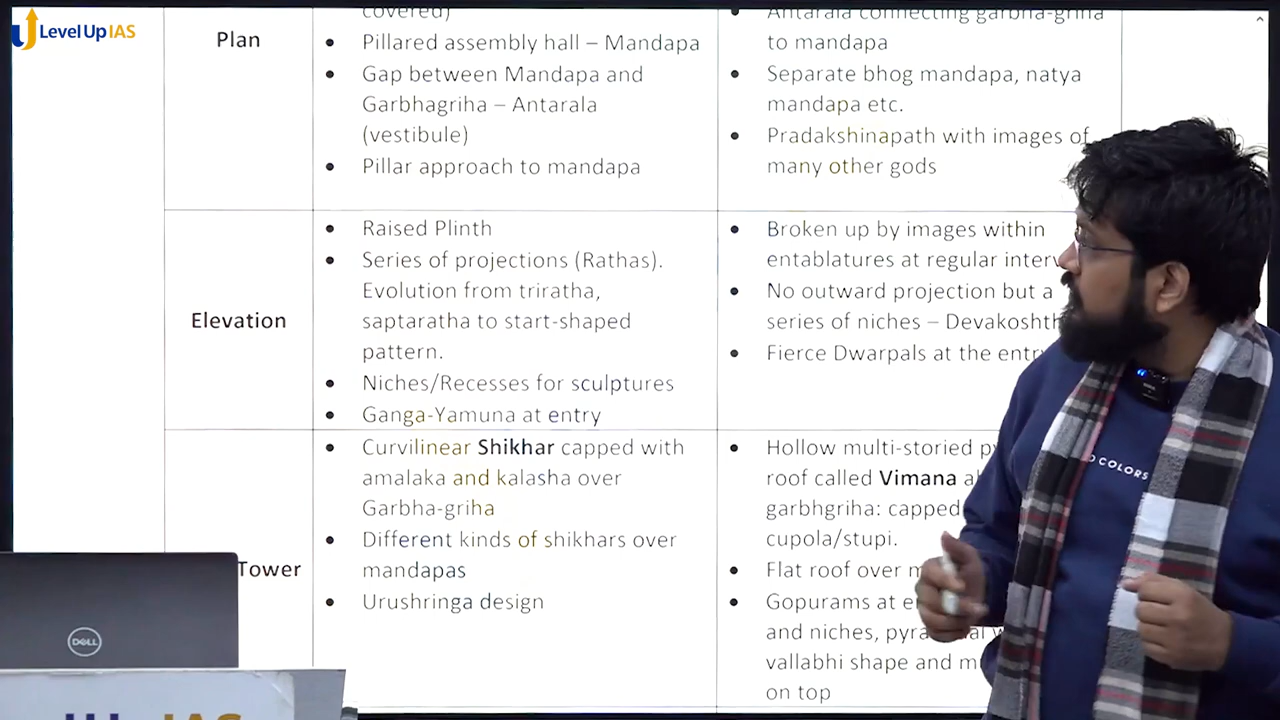 Level Up IAS
covered)
Antarala connecting garbha-griha
Plan
Pillared assembly hall – Mandapa
to mandapa
Gap between Mandapa and
Separate bhog mandapa, natya
Garbhagriha – Antarala
mandapa etc.
(vestibule)
Pradakshinapath with images of
Pillar approach to mandapa
many other gods
Raised Plinth
Broken up by images within
Series of projections (Rathas).
entablatures at regular
Evolution from triratha,
No outward projection but a
Elevation
saptaratha to start-shaped
series of niches –
pattern.
Fierce Dwarpals at the
Niches/Recesses for sculptures
Ganga-Yamuna at entry
Curvilinear Shikhar capped with
Hollow multi-storied
amalaka and kalasha over
roof called Vimana
Garbha-griha
garbhgriha: capped
cupola/stupi.
Different kinds of shikhars over
Tower
mandapas
Flat roof over
Urushringa design
Gopurams at
and niches,
vallabhi shape and
on top
COLORS
DELL
IAS